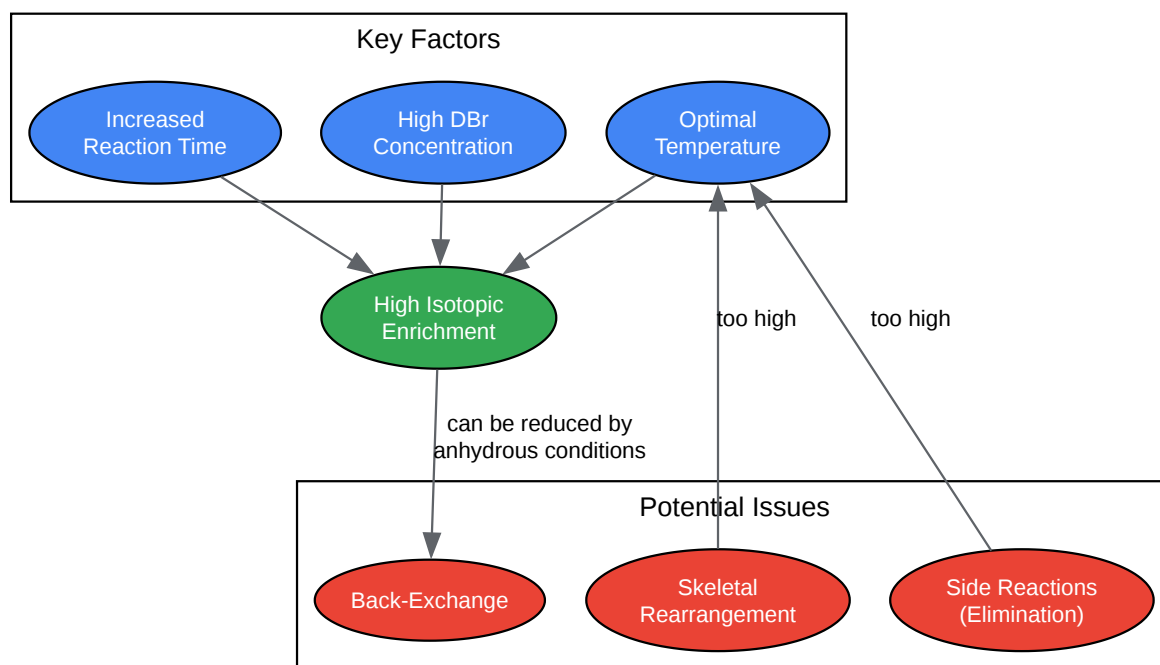 Key Factors
Increased
Reaction Time
High DBr
Concentration
Optimal
Temperature
High Isotopic
Enrichment
too high
too high
can be reduced by
anhydrous conditions
Potential Issues
Back-Exchange
Skeletal
Rearrangement
Side Reactions
(Elimination)